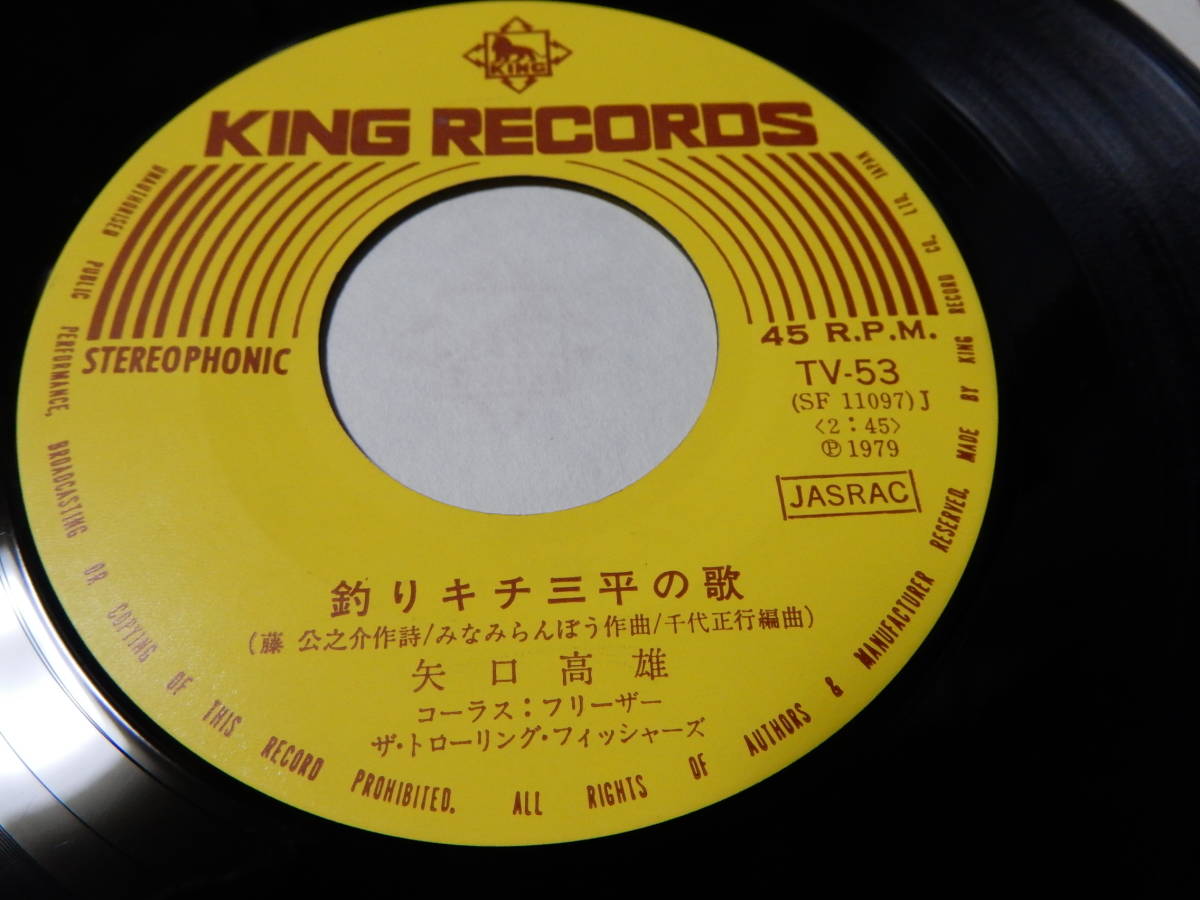 KING
KING RECORDS
STEREOPHONIC
45 R.P.M.
TV-53
(SF 11097) J
〈2:45〉
Ⓟ 1979
JASRAC
釣りキチ三平の歌
(藤 公之介作詩/みなみらんぼう作曲/千代正行編曲)
矢口高雄
コーラス:フリーザー
ザ・トローリング・フィッシャーズ
UNAUTHORISED PUBLIC PERFORMANCE, BROADCASTING OR COPYING OF THIS RECORD PROHIBITED. ALL RIGHTS OF AUTHORS & MANUFACTURER RESERVED. MADE BY KING RECORD CO., LTD. JAPAN